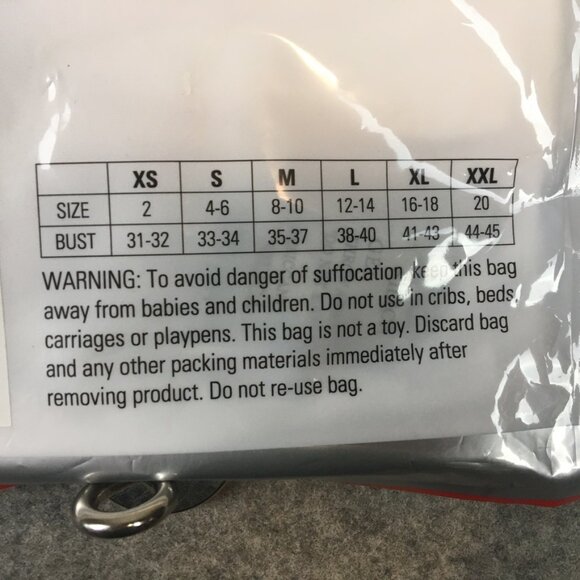 XS S M L XL XXL
SIZE 2 4-6 8-10 12-14 16-18 20
BUST 31-32 33-34 35-37 38-40 41-43 44-45
WARNING: To avoid danger of suffocation keep this bag
away from babies and children. Do not use in cribs, beds,
carriages or playpens. This bag is not a toy. Discard bag
and any other packing materials immediately after
removing product. Do not re-use bag.